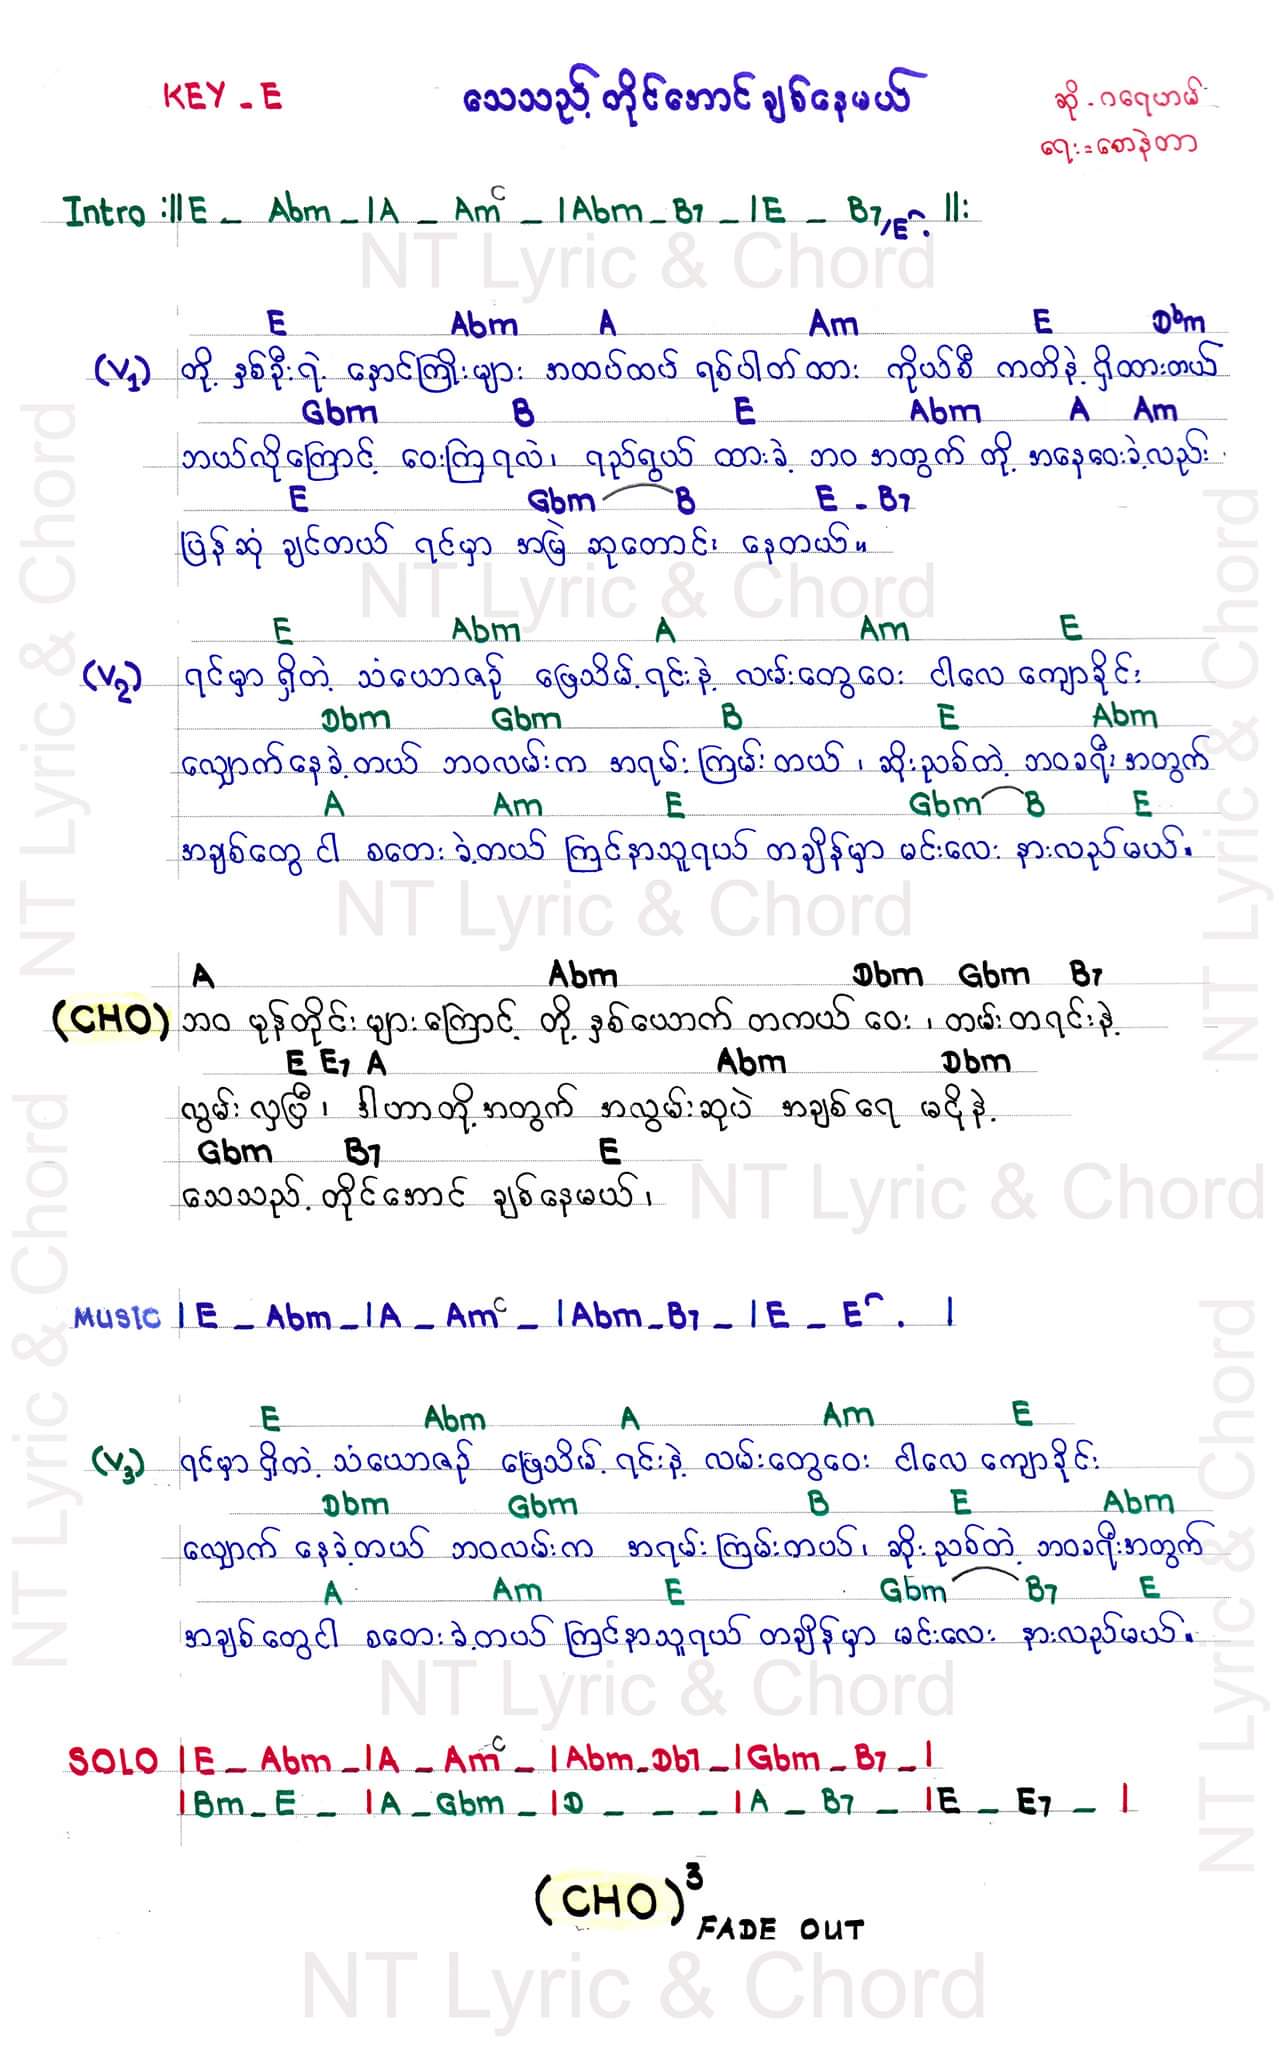 KEY - E
သေသည့်တိုင်အောင်ချစ်နေမယ်
ဆို - ဂရေဟမ်
ရေး = စောနဲတာ
Intro :||E _ Abm _ |A _ Am C _ |Abm _ B7 _ |E _ B7/E . ||:
NT Lyric & Chord
E Abm A Am E Dbm
(V1) တို့ နှစ်ဦးရဲ့ နှောင်ကြိုးများ အထပ်ထပ် ရစ်ပါတ်ထား ကိုယ်စီ ကတိနဲ့ ရှိထားတယ်
Gbm B E Abm A Am
ဘယ်လိုကြောင့် ဝေးကြရလဲ၊ ရည်ရွယ် ထားခဲ့ ဘဝ အတွက် တို့ အနေဝေးခဲ့လည်း
E Gbm B E - B7
ပြန်ဆုံ ချင်တယ် ရင်မှာ အမြဲ ဆုတောင်း နေတယ်။
NT Lyric & Chord
E Abm A Am E
(V2) ရင်မှာ ရှိတဲ့ သံယောဇဉ် ဖြေသိမ့် ရင်းနဲ့ လမ်းတွေဝေး ငါလေ ကျောခိုင်း
Dbm Gbm B E Abm
လျှောက်နေခဲ့တယ် ဘဝလမ်းက အရမ်းကြမ်းတယ်၊ ဆိုးညစ်တဲ့ ဘဝခရီးအတွက်
A Am E Gbm B E
အချစ်တွေ ငါ စတေးခဲ့တယ် ကြင်နာသူရယ် တချိန်မှာ မင်းလေး နားလည်မယ်။
NT Lyric & Chord
A Abm Dbm Gbm B7
(CHO) ဘဝ မုန်တိုင်းများကြောင့် တို့နှစ်ယောက် တကယ်ဝေး၊ တမ်းတရင်းနဲ့
E E7 A Abm Dbm
လွမ်းလှပြီ၊ ဒါဟာတို့အတွက် အလွမ်းဆုပဲ အချစ်ရေ မငိုနဲ့
Gbm B7 E
သေသည့် တိုင်အောင် ချစ်နေမယ်၊
NT Lyric & Chord
MUSIC |E _ Abm _ |A _ Am C _ |Abm _ B7 _ |E _ E . |
E Abm A Am E
(V3) ရင်မှာရှိတဲ့ သံယောဇဉ် ဖြေသိမ့် ရင်းနဲ့ လမ်းတွေဝေး ငါလေ ကျောခိုင်း
Dbm Gbm B E Abm
လျှောက် နေခဲ့တယ် ဘဝလမ်းက အရမ်းကြမ်းတယ်၊ ဆိုးညစ်တဲ့ ဘဝခရီးအတွက်
A Am E Gbm B7 E
အချစ်တွေငါ စတေးခဲ့တယ် ကြင်နာသူရယ် တချိန်မှာ မင်းလေး နားလည်မယ်။
NT Lyric & Chord
SOLO |E _ Abm _ |A _ Am C _ |Abm _ Db7 _ |Gbm _ B7 _ |
|Bm _ E _ |A _ Gbm _ |D _ _ _ |A _ B7 _ |E _ E7 _ |
(CHO)3
FADE OUT
NT Lyric & Chord
NT Lyric & Chord
NT Lyric & Chord
NT Lyric & Chord
NT Lyric & Chord